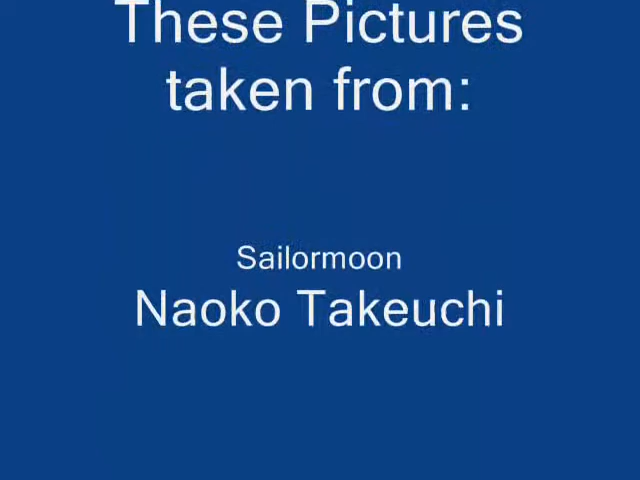 These Pictures
taken from:
Sailormoon
Naoko Takeuchi